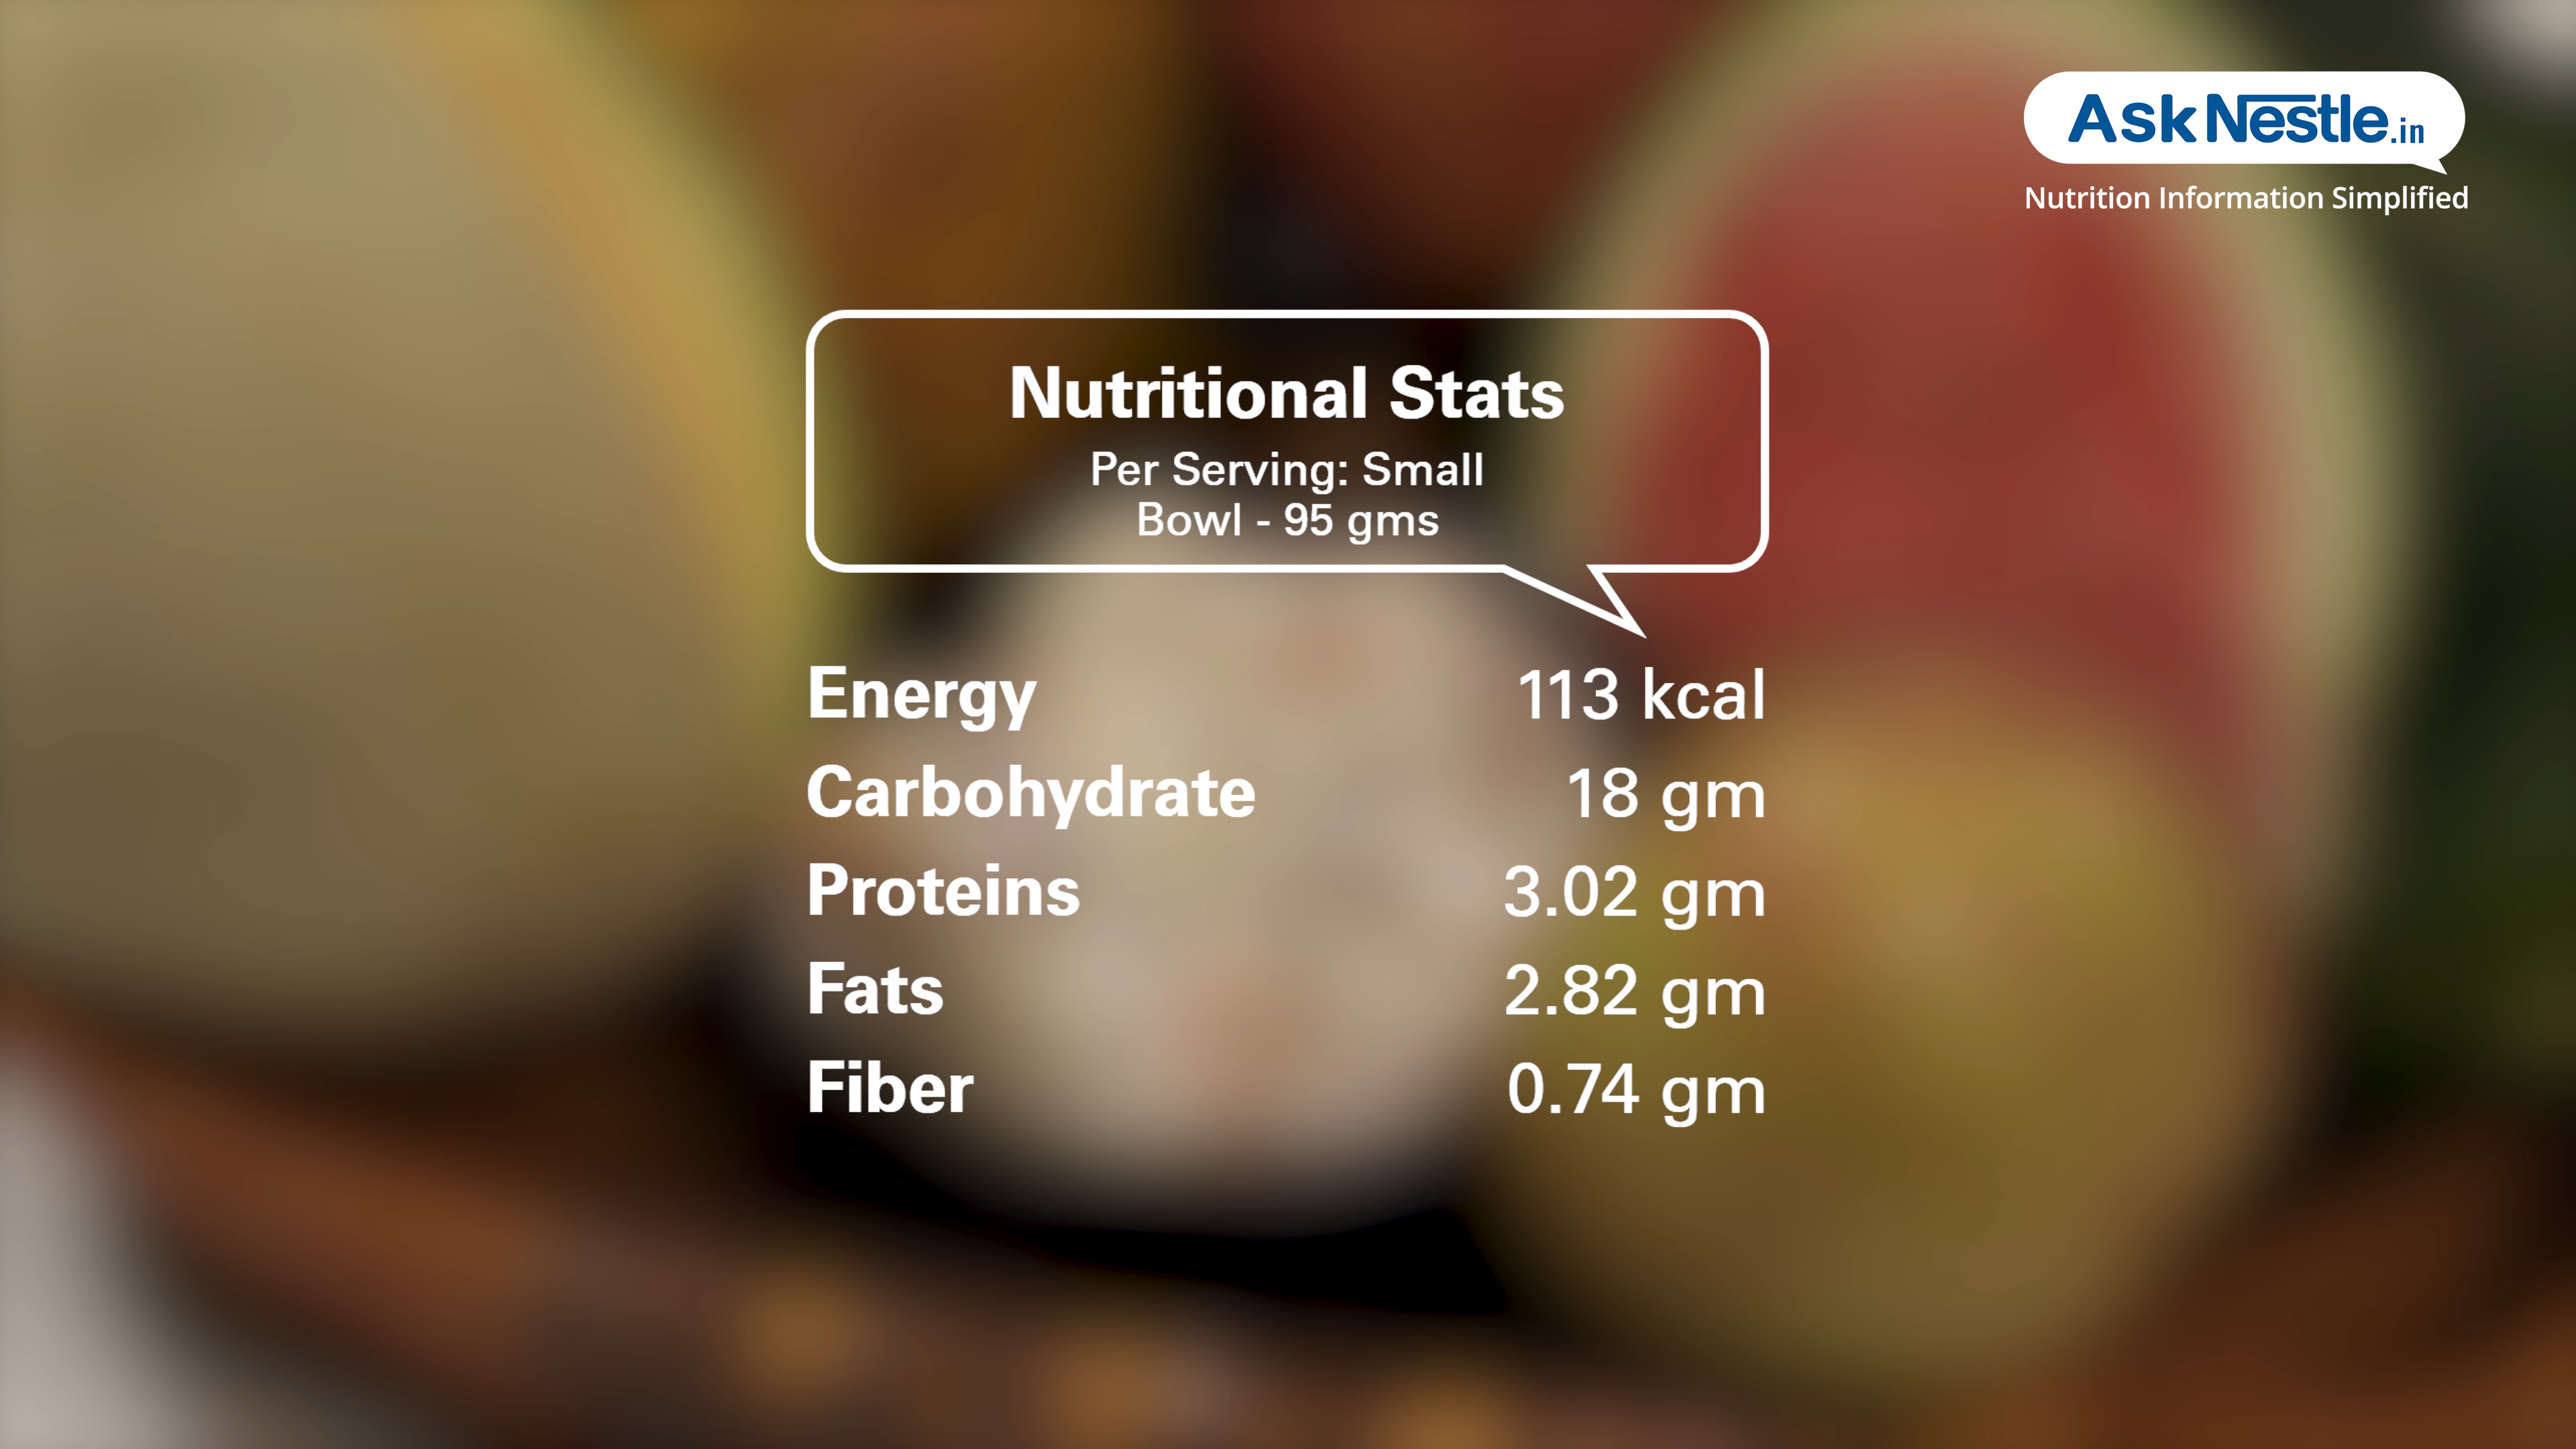 AskNestle.in
Nutrition Information Simplified
Nutritional Stats
Per Serving: Small
Bowl - 95 gms
Energy 113 kcal
Carbohydrate 18 gm
Proteins 3.02 gm
Fats 2.82 gm
Fiber 0.74 gm